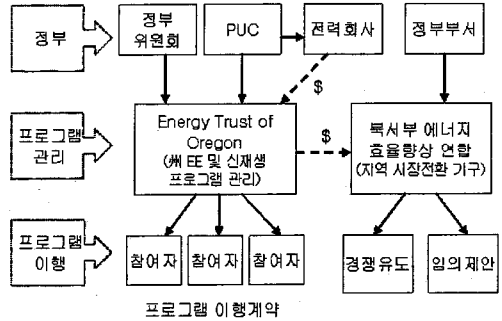 정부
정부
위원회
PUC
전력회사
정부부서
$
프로그램
관리
Energy Trust of
Oregon
(州 EE 및 신재생
프로그램 관리)
$
북서부 에너지
효율향상 연합
(지역 시장전환 기구)
프로그램
이행
참여자
참여자
참여자
경쟁유도
임의제안
프로그램 이행계약